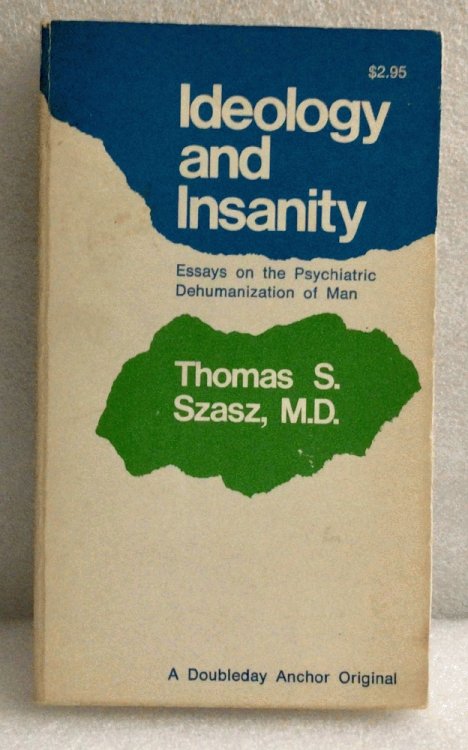 $2.95
Ideology
and
Insanity
Essays on the Psychiatric
Dehumanization of Man
Thomas S.
Szasz, M.D.
A Doubleday Anchor Original